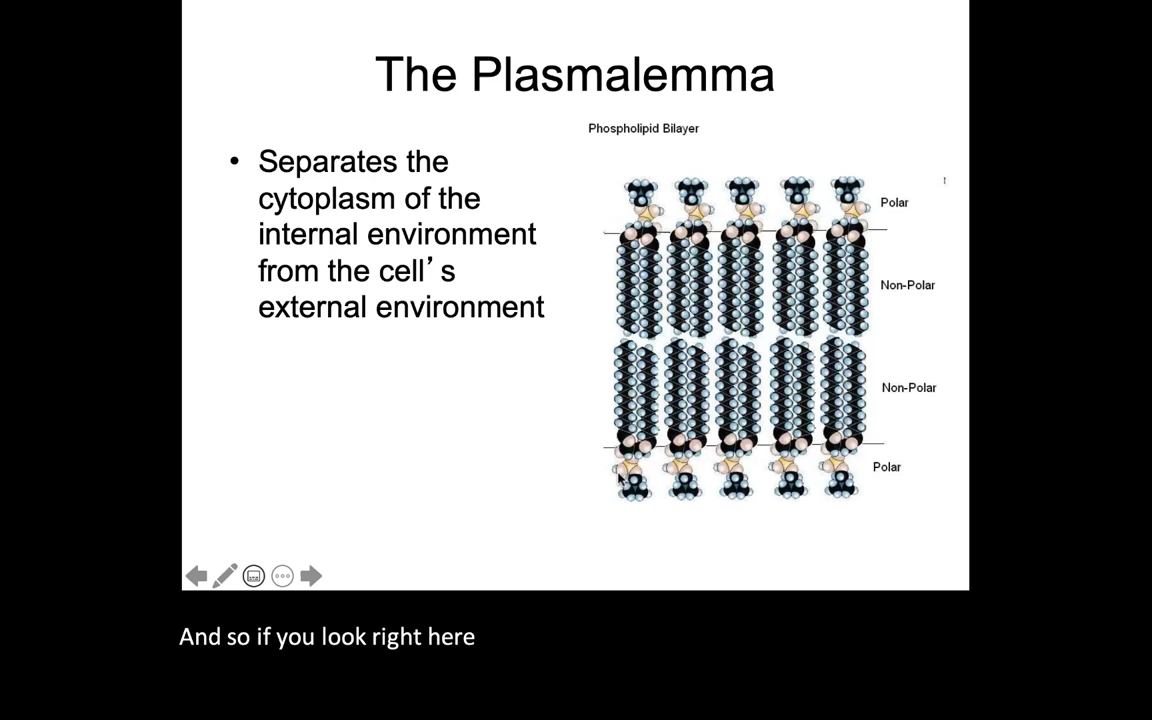 The Plasmalemma
Phospholipid Bilayer
• Separates the
cytoplasm of the
internal environment
from the cell’s
external environment
Polar
Non-Polar
Non-Polar
Polar
And so if you look right here